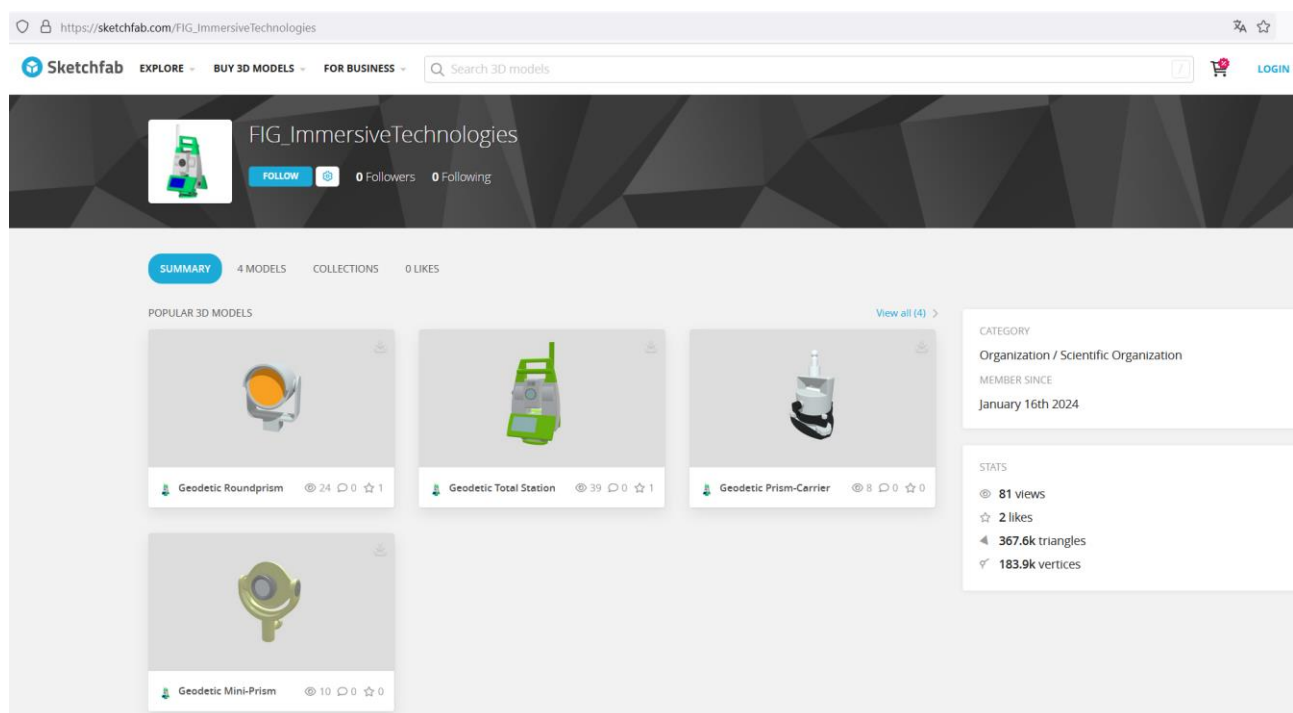 https://sketchfab.com/FIG_ImmersiveTechnologies
Sketchfab EXPLORE BUY 3D MODELS FOR BUSINESS Search 3D models / LOGIN
FIG_ImmersiveTechnologies
FOLLOW 0 Followers 0 Following
SUMMARY 4 MODELS COLLECTIONS 0 LIKES
POPULAR 3D MODELS View all (4)
Geodetic Roundprism 24 0 1
Geodetic Total Station 39 0 1
Geodetic Prism-Carrier 8 0 0
Geodetic Mini-Prism 10 0 0
CATEGORY
Organization / Scientific Organization
MEMBER SINCE
January 16th 2024
STATS
81 views
2 likes
367.6k triangles
183.9k vertices